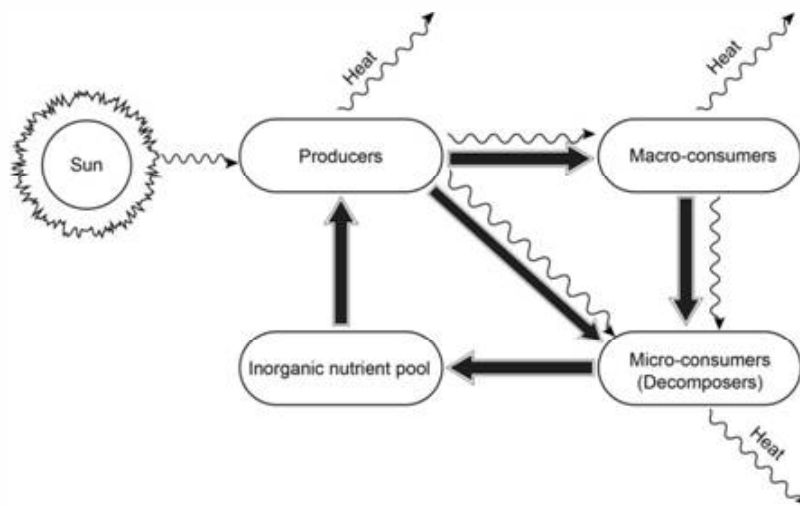 Heat
Heat
Sun
Producers
Macro-consumers
Inorganic nutrient pool
Micro-consumers
(Decomposers)
Heat